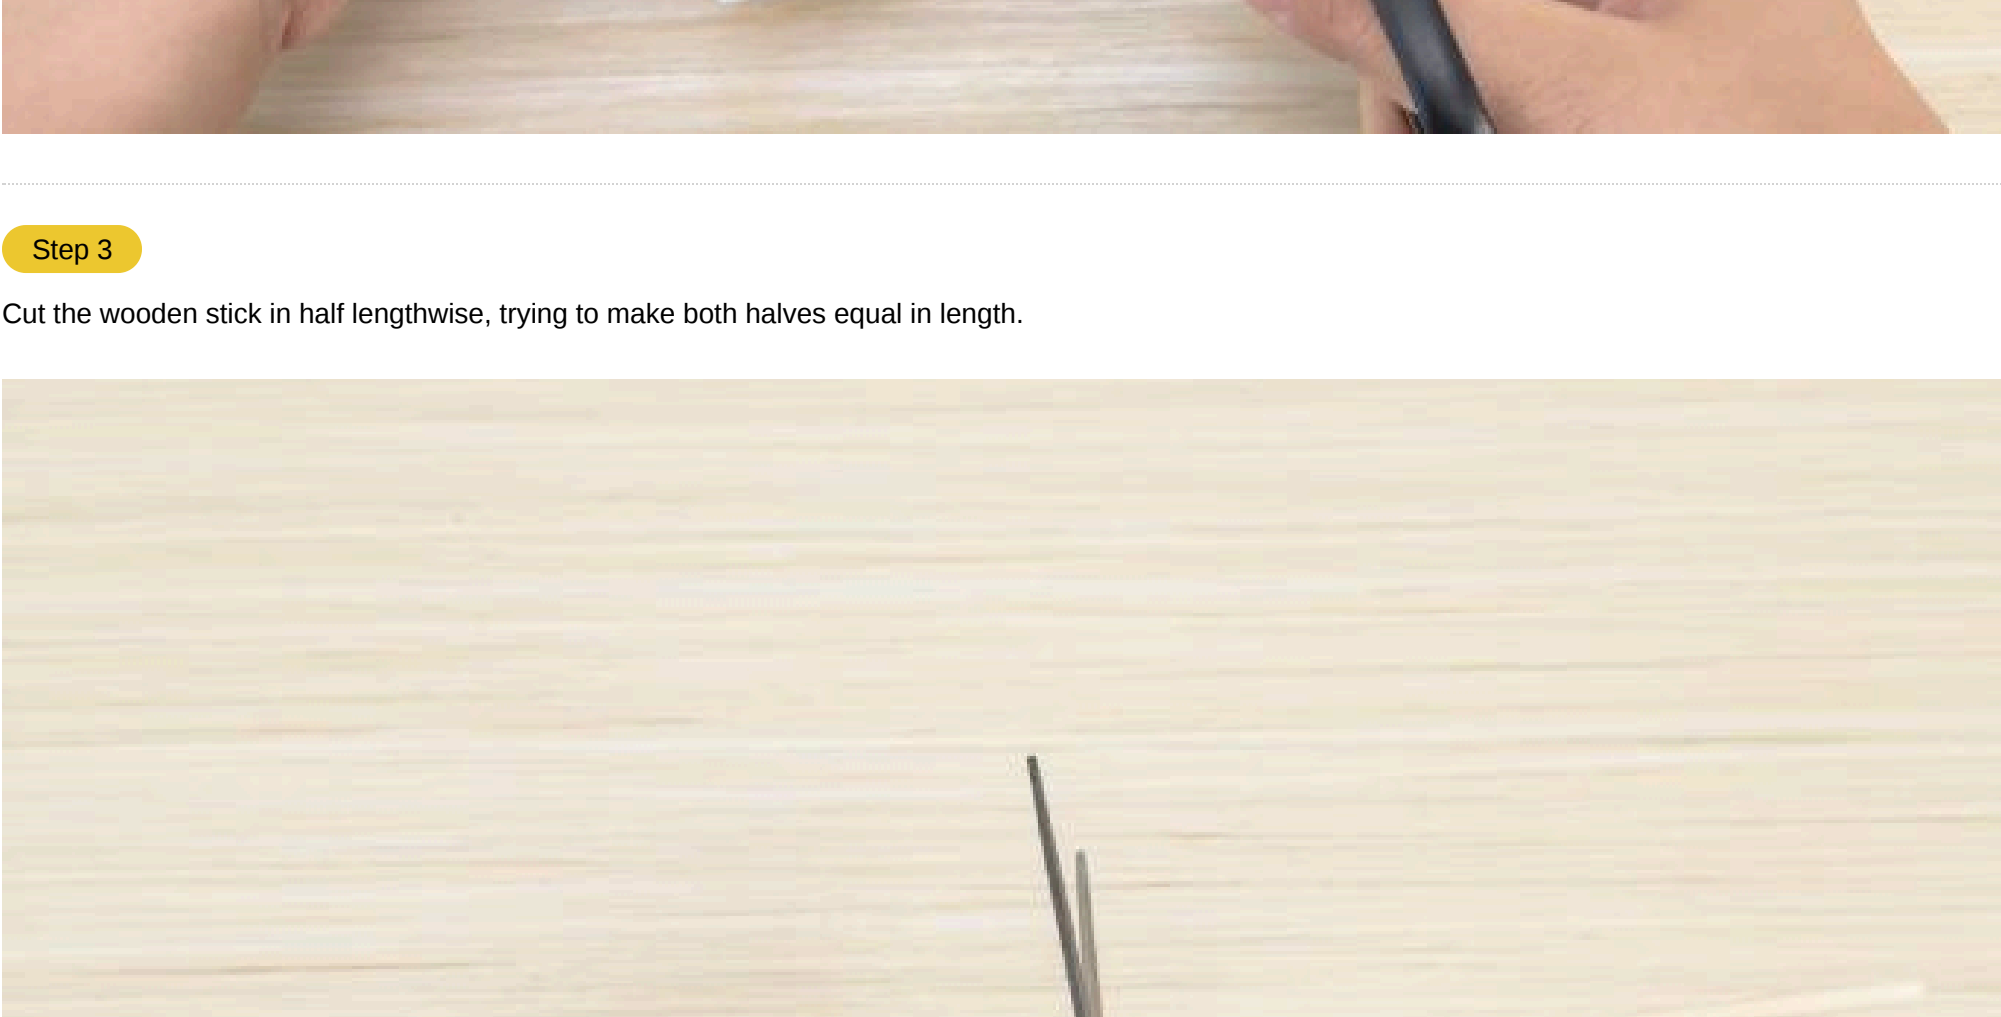 Step 3
Cut the wooden stick in half lengthwise, trying to make both halves equal in length.